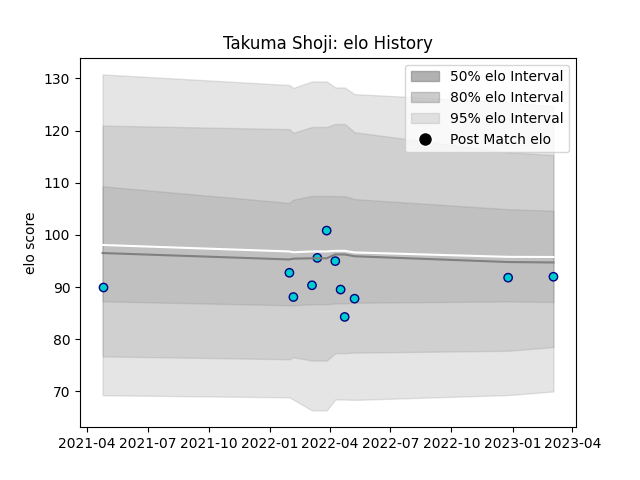 Takuma Shoji: elo History
50% elo Interval
80% elo Interval
95% elo Interval
Post Match elo
elo score
130
120
110
100
90
80
70
2021-04 2021-07 2021-10 2022-01 2022-04 2022-07 2022-10 2023-01 2023-04